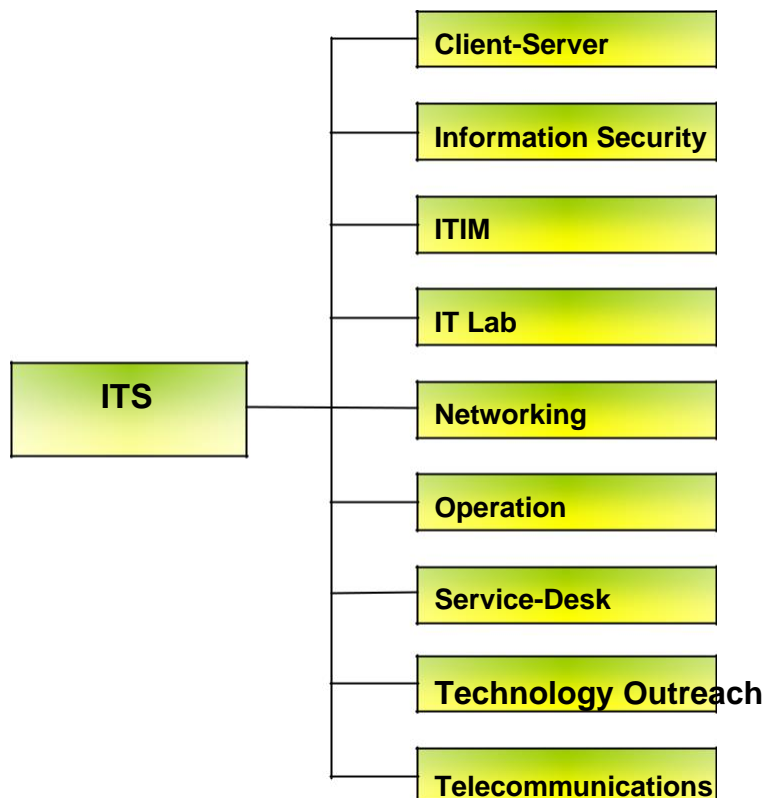 Client-Server
Information Security
ITIM
IT Lab
ITS
Networking
Operation
Service-Desk
Technology Outreach
Telecommunications